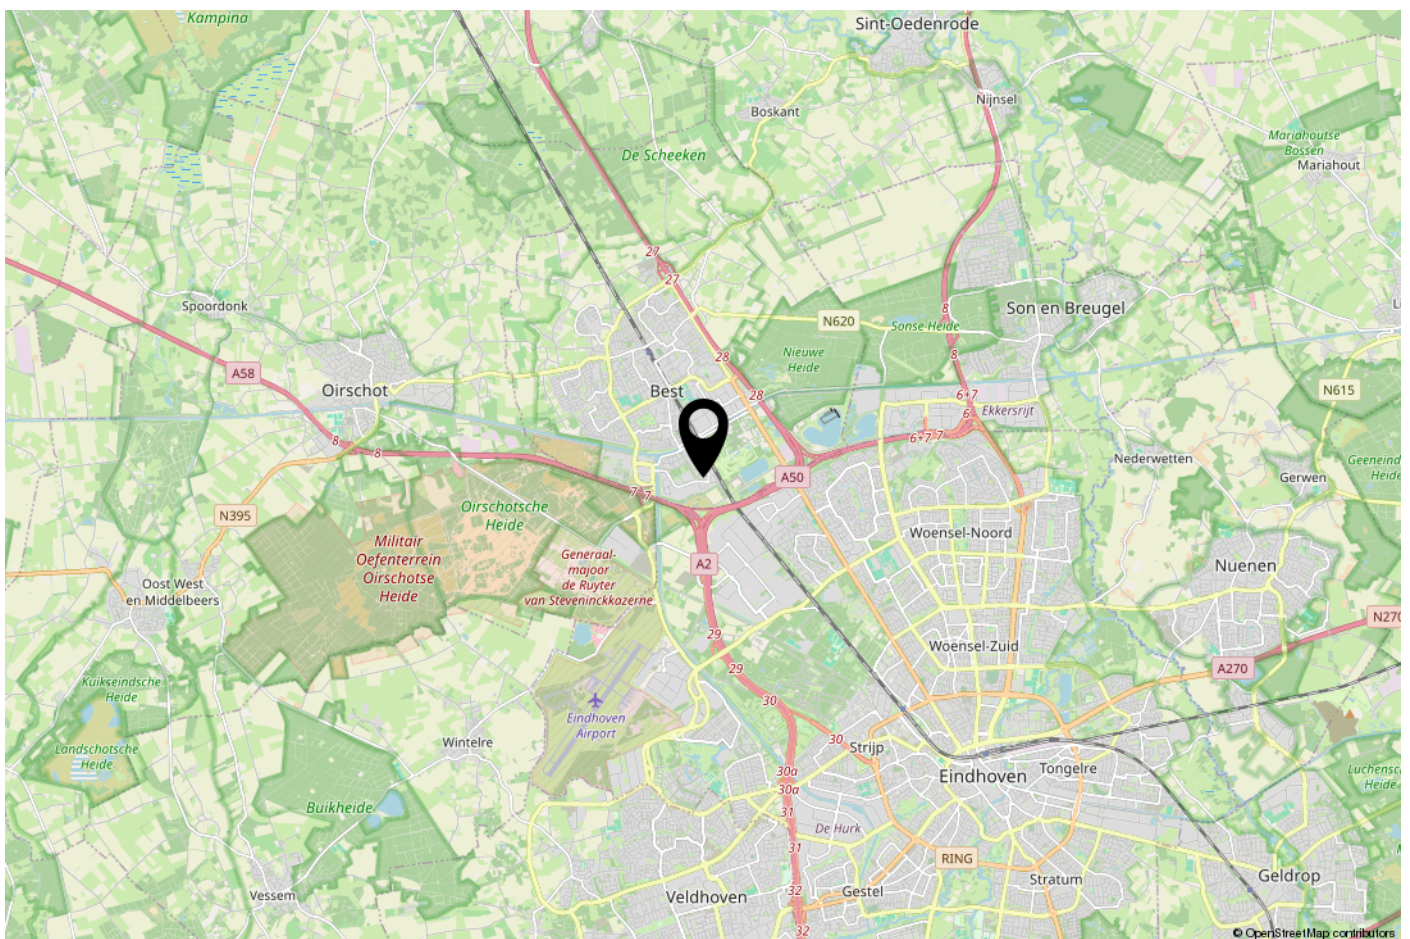 Kampina
Sint-Oedenrode
Nijnsel
Boskant
De Scheeken
Mariahoutse
Bossen
Mariahout
27
27
Spoordonk
8
Son en Breugel
N620
Sonse Heide
8
Nieuwe
Heide
28
A58
Oirschot
Best
28
6+7
N615
6
Ekkersrijt
8
8
6+7
7
Nederwetten
Geneeind
Heide
Gerwen
A50
7
7
Oirschotsche
Heide
N395
Woensel-Noord
Militair
Oefenterrein
Oirschotse
Heide
Generaal-
majoor
de Ruyter
van Steveninckkazerne
A2
Nuenen
Oost West
en Middelbeers
N270
29
Woensel-Zuid
29
A270
Kuikseindsche
Heide
30
Eindhoven
Airport
Wintelre
30
Strijp
Landschotsche
Heide
30a
Eindhoven
Tongelre
Luchensc
Heide
30a
Buikheide
31
De Hurk
31
RING
Vessem
Veldhoven
32
Gestel
Stratum
Geldrop
32
© OpenStreetMap contributors